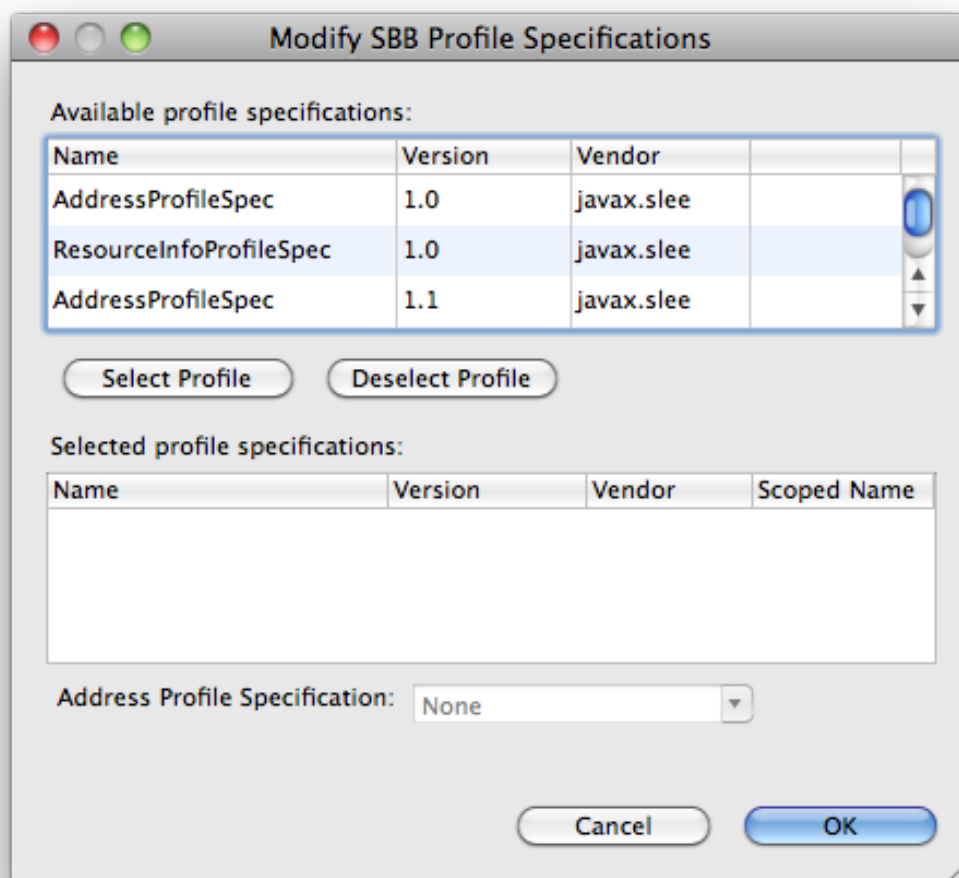 Modify SBB Profile Specifications
Available profile specifications:
Name Version Vendor
AddressProfileSpec 1.0 javax.slee
ResourceInfoProfileSpec 1.0 javax.slee
AddressProfileSpec 1.1 javax.slee
Select Profile Deselect Profile
Selected profile specifications:
Name Version Vendor Scoped Name
Address Profile Specification: None
Cancel OK